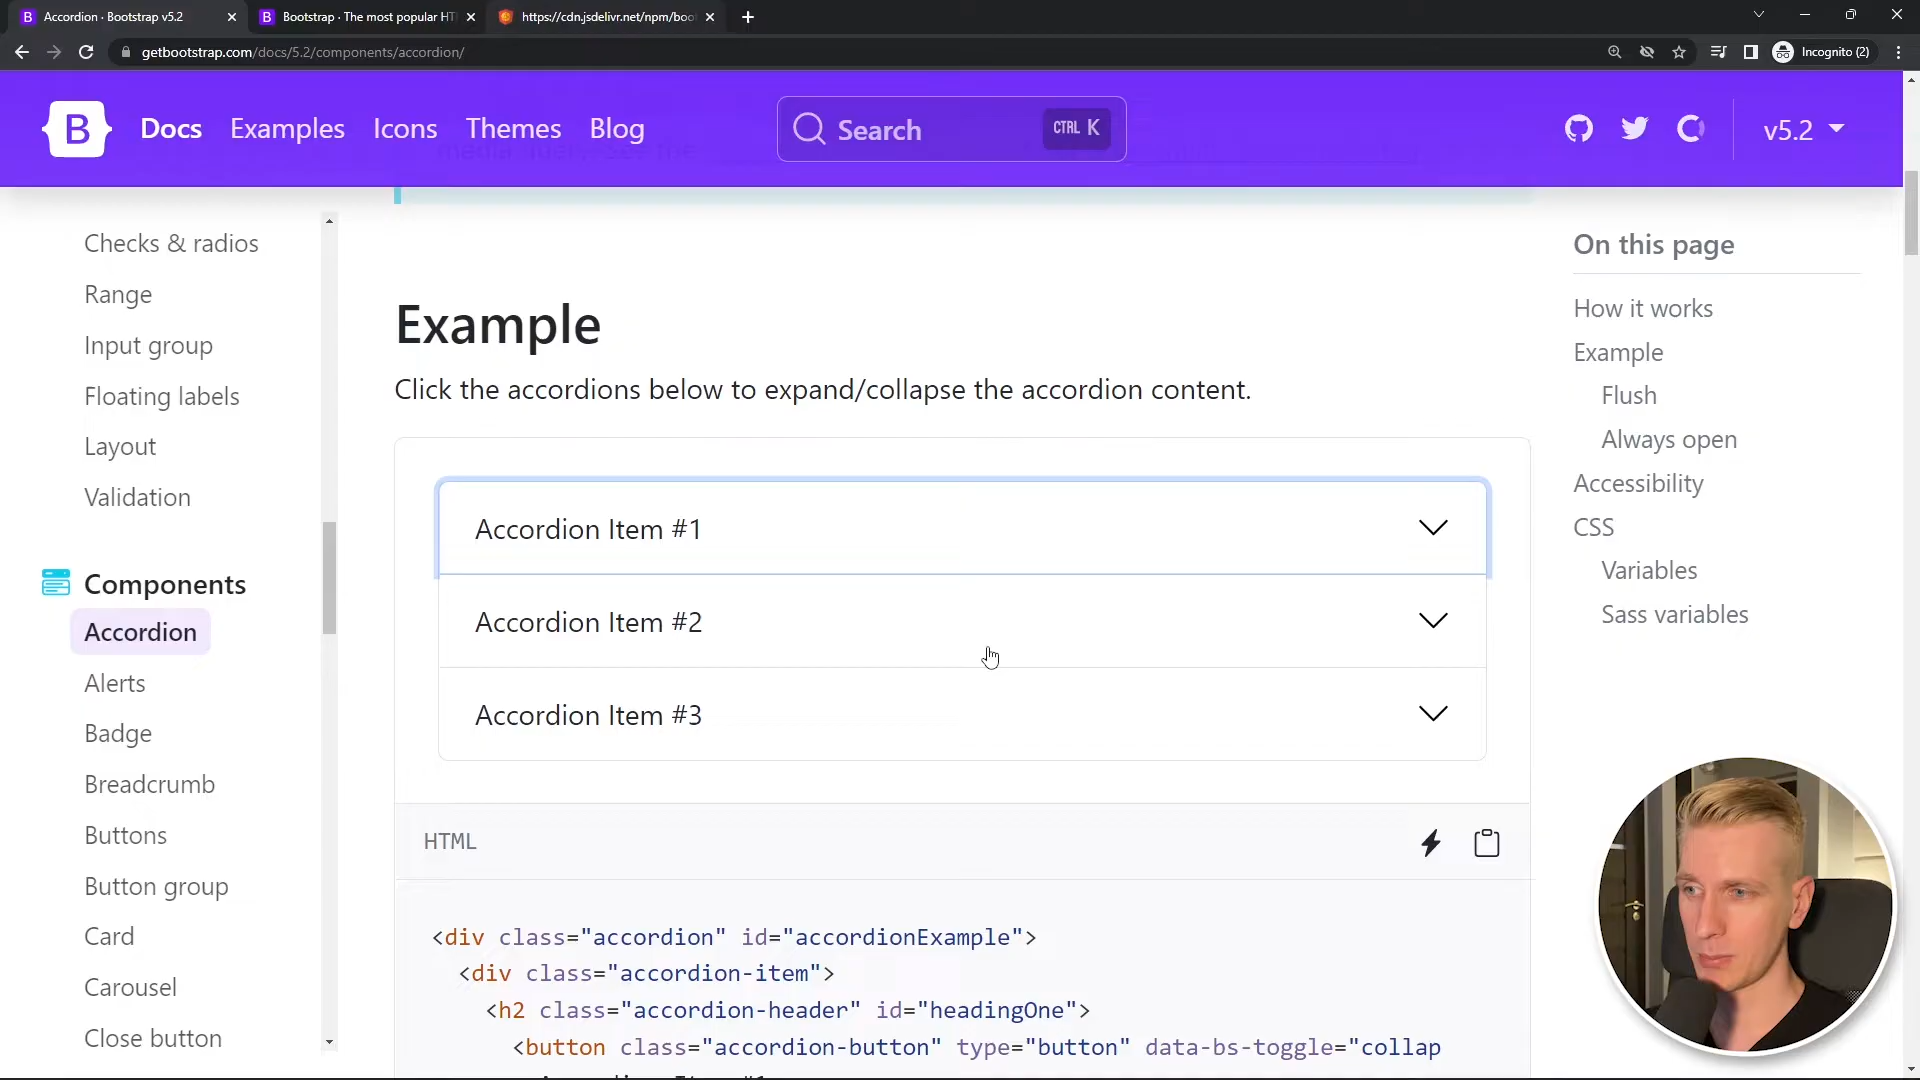 Accordion · Bootstrap v5.2
Bootstrap · The most popular HT
https://cdn.jsdelivr.net/npm/boo
getbootstrap.com/docs/5.2/components/accordion/
Incognito (2)
B
Docs
Examples
Icons
Themes
Blog
Search
CTRL K
v5.2
Checks & radios
Range
Input group
Floating labels
Layout
Validation
Components
Accordion
Alerts
Badge
Breadcrumb
Buttons
Button group
Card
Carousel
Close button
Example
Click the accordions below to expand/collapse the accordion content.
Accordion Item #1
Accordion Item #2
Accordion Item #3
HTML
<div class="accordion" id="accordionExample">
<div class="accordion-item">
<h2 class="accordion-header" id="headingOne">
<button class="accordion-button" type="button" data-bs-toggle="collap
On this page
How it works
Example
Flush
Always open
Accessibility
CSS
Variables
Sass variables